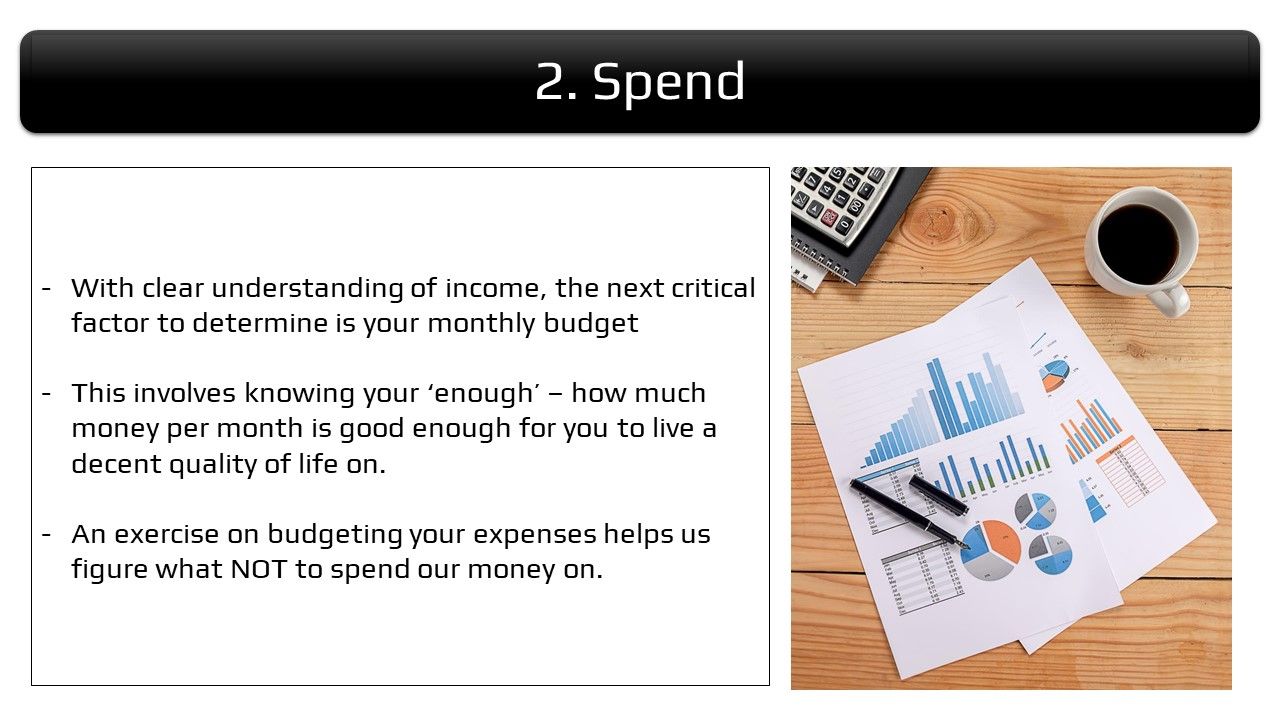 2. Spend
- With clear understanding of income, the next critical
factor to determine is your monthly budget
- This involves knowing your ‘enough’ – how much
money per month is good enough for you to live a
decent quality of life on.
- An exercise on budgeting your expenses helps us
figure what NOT to spend our money on.